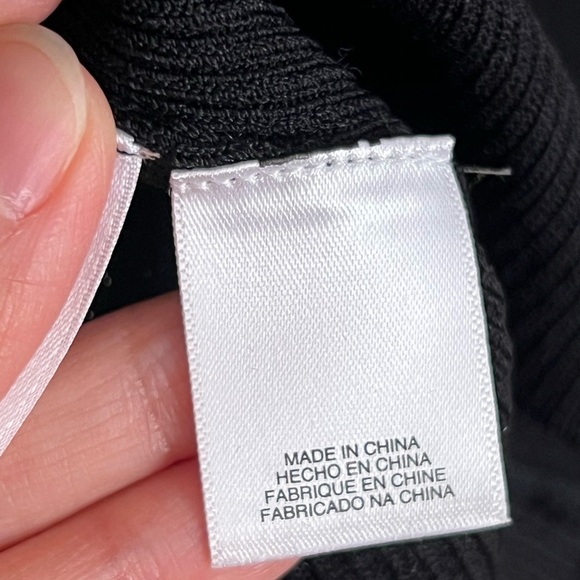 MADE IN CHINA
HECHO EN CHINA
FABRIQUE EN CHINE
FABRICADO NA CHINA